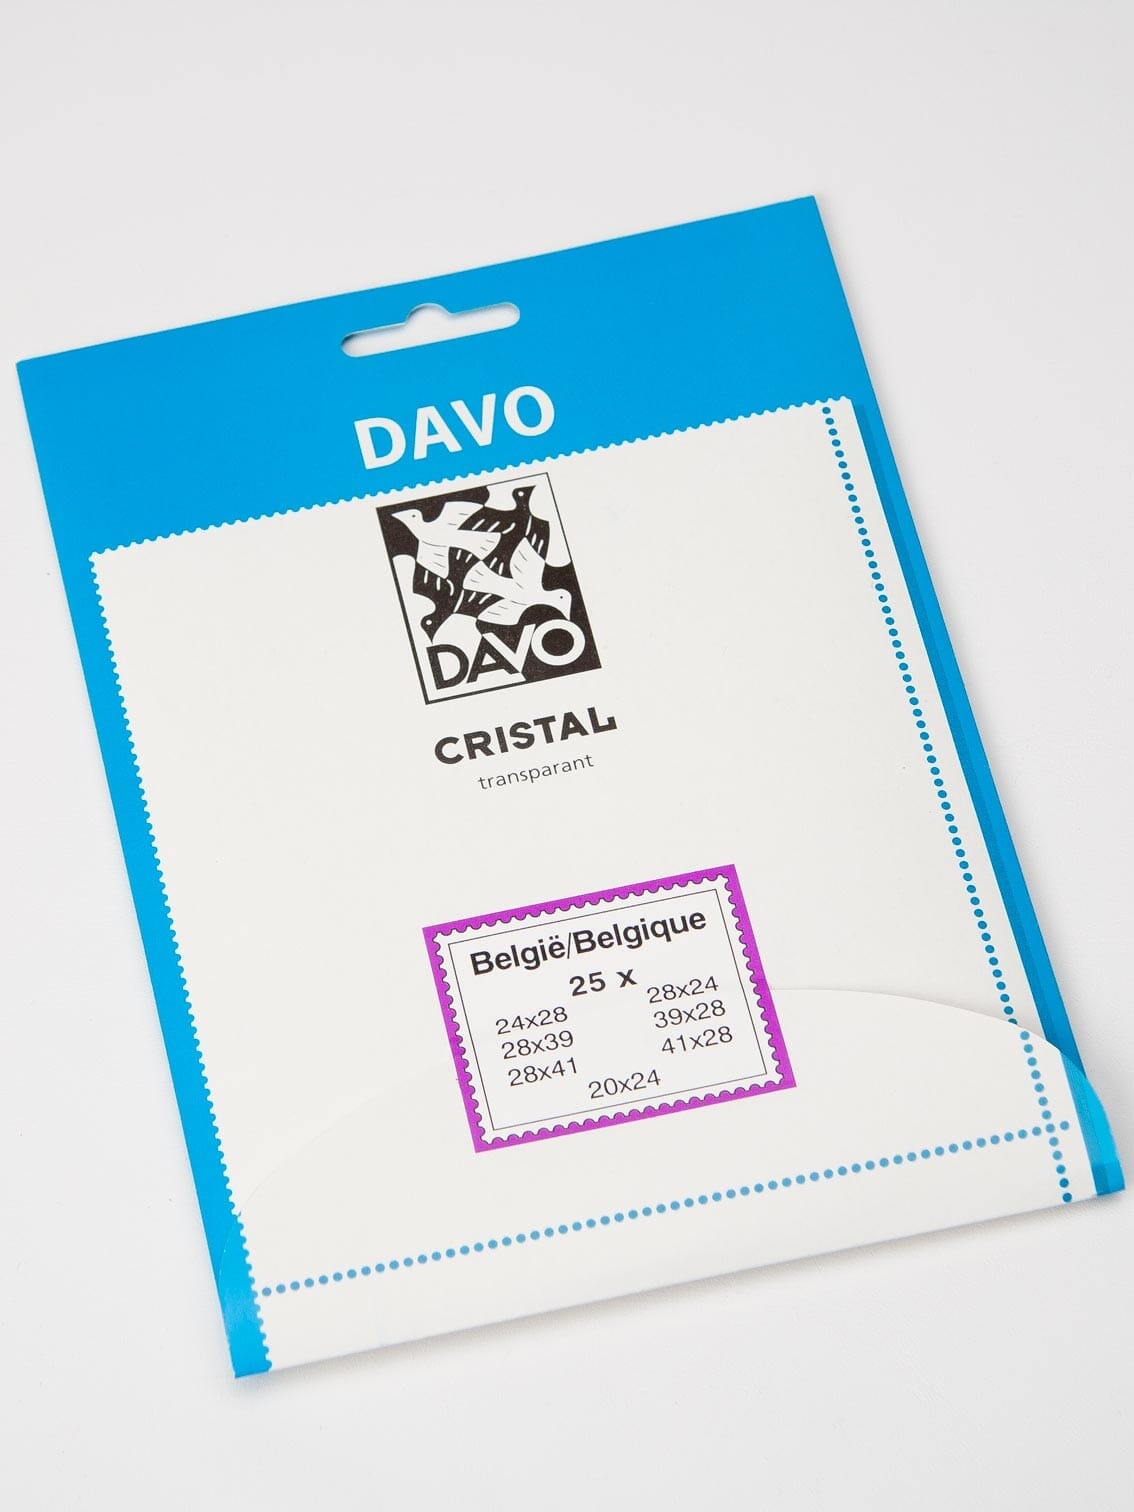 DAVO
DAVO
CRISTAL
transparant
België/Belgique
25 x
24x28 28x24
28x39 39x28
28x41 41x28
20x24